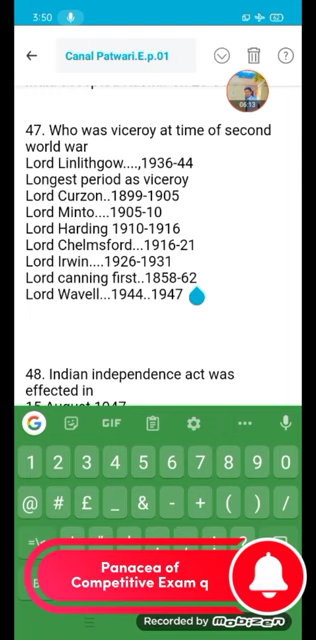 3:50
62
Canal Patwari.E.p.01
06:13
47. Who was viceroy at time of second
world war
Lord Linlithgow....,1936-44
Longest period as viceroy
Lord Curzon..1899-1905
Lord Minto....1905-10
Lord Harding 1910-1916
Lord Chelmsford...1916-21
Lord Irwin....1926-1931
Lord canning first..1858-62
Lord Wavell...1944..1947
48. Indian independence act was
effected in
15 August 1947
GIF
1 2 3 4 5 6 7 8 9 0
@ # £ _ & - + ( ) /
Panacea of
Competitive Exam q
Recorded by Mobizen